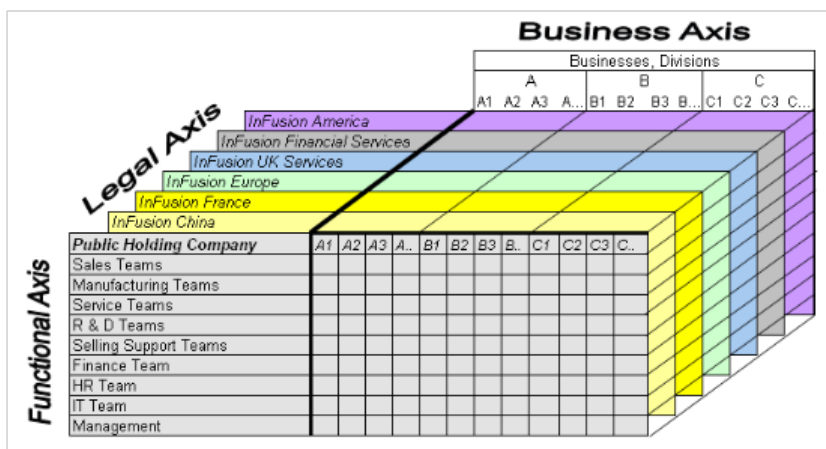 Business Axis
Businesses, Divisions
A B C
A1 A2 A3 A... B1 B2 B3 B... C1 C2 C3 C...
Legal Axis
InFusion America
InFusion Financial Services
InFusion UK Services
InFusion Europe
InFusion France
InFusion China
Functional Axis
Public Holding Company A1 A2 A3 A.. B1 B2 B3 B.. C1 C2 C3 C..
Sales Teams
Manufacturing Teams
Service Teams
R & D Teams
Selling Support Teams
Finance Team
HR Team
IT Team
Management